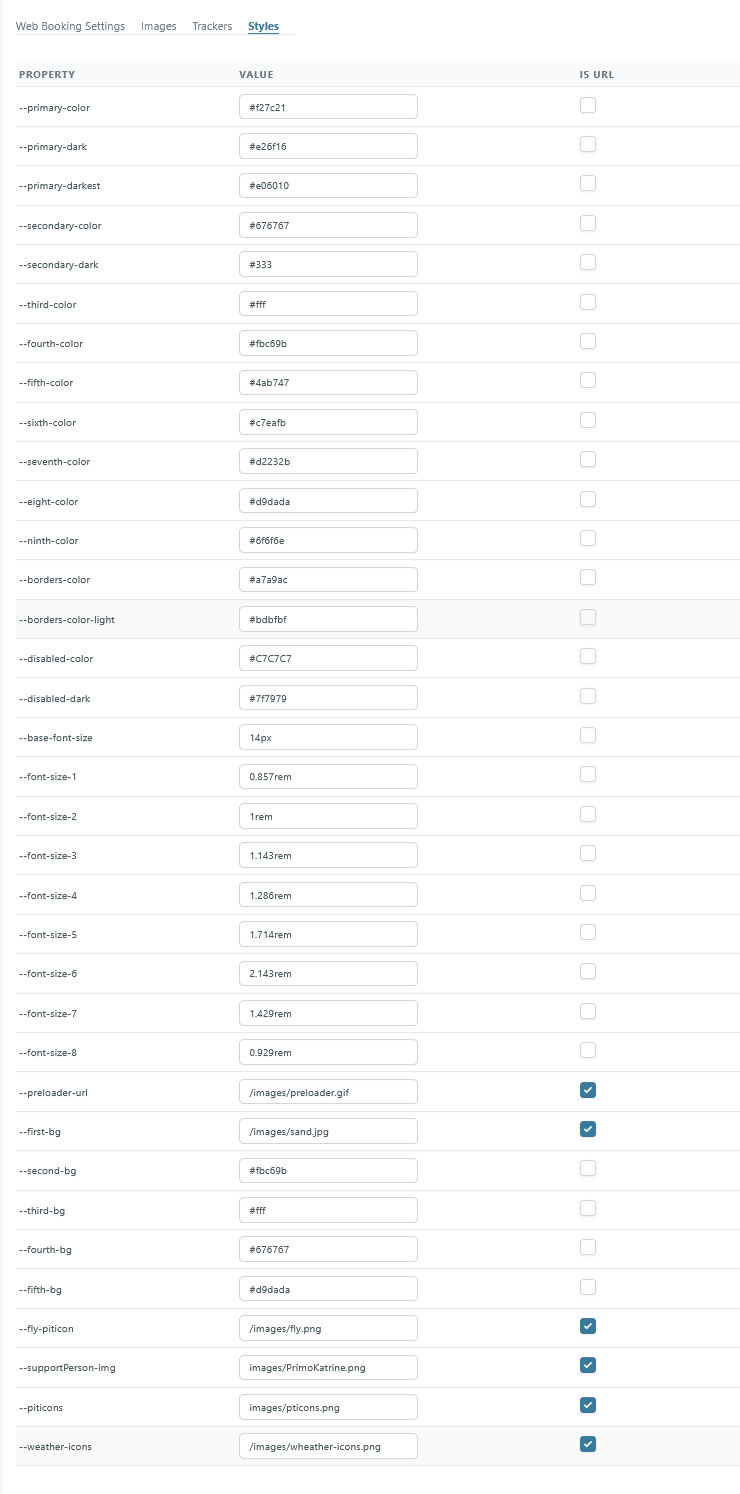 Web Booking Settings Images Trackers Styles
PROPERTY VALUE IS URL
--primary-color #f27c21
--primary-dark #e26f16
--primary-darkest #e06010
--secondary-color #676767
--secondary-dark #333
--third-color #fff
--fourth-color #fbc69b
--fifth-color #4ab747
--sixth-color #c7eafb
--seventh-color #d2232b
--eight-color #d9dada
--ninth-color #6f6f6e
--borders-color #a7a9ac
--borders-color-light #bdbfbf
--disabled-color #C7C7C7
--disabled-dark #7f7979
--base-font-size 14px
--font-size-1 0.857rem
--font-size-2 1rem
--font-size-3 1.143rem
--font-size-4 1.286rem
--font-size-5 1.714rem
--font-size-6 2.143rem
--font-size-7 1.429rem
--font-size-8 0.929rem
--preloader-url /images/preloader.gif
--first-bg /images/sand.jpg
--second-bg #fbc69b
--third-bg #fff
--fourth-bg #676767
--fifth-bg #d9dada
--fly-piticon /images/fly.png
--supportPerson-img images/PrimoKatrine.png
--piticons images/pticons.png
--weather-icons /images/wheather-icons.png